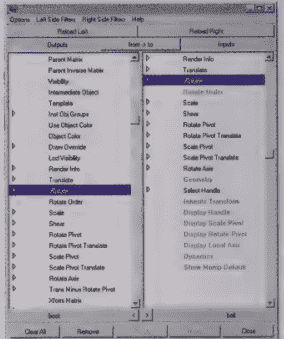 Options Left Side Filters Right Side Filters Help
Reload Left Reload Right
Outputs from -> to Inputs
Parent Matrix
Parent Inverse Matrix
Visibility
Intermediate Object
Template
Inst Obj Groups
Use Object Color
Object Color
Draw Override
Lod Visibility
Render Info
Translate
Rotate
Rotate Order
Scale
Shear
Rotate Pivot
Rotate Pivot Translate
Scale Pivot
Scale Pivot Translate
Rotate Axis
Trans Minus Rotate Pivot
Xform Matrix
Render Info
Translate
Rotate
Rotate Order
Scale
Shear
Rotate Pivot
Rotate Pivot Translate
Scale Pivot
Scale Pivot Translate
Rotate Axis
Geometry
Select Handle
Inherits Transform
Display Handle
Display Scale Pivot
Display Rotate Pivot
Display Local Axis
Dynamics
Show Manip Default
< >
Clear All Remove Close